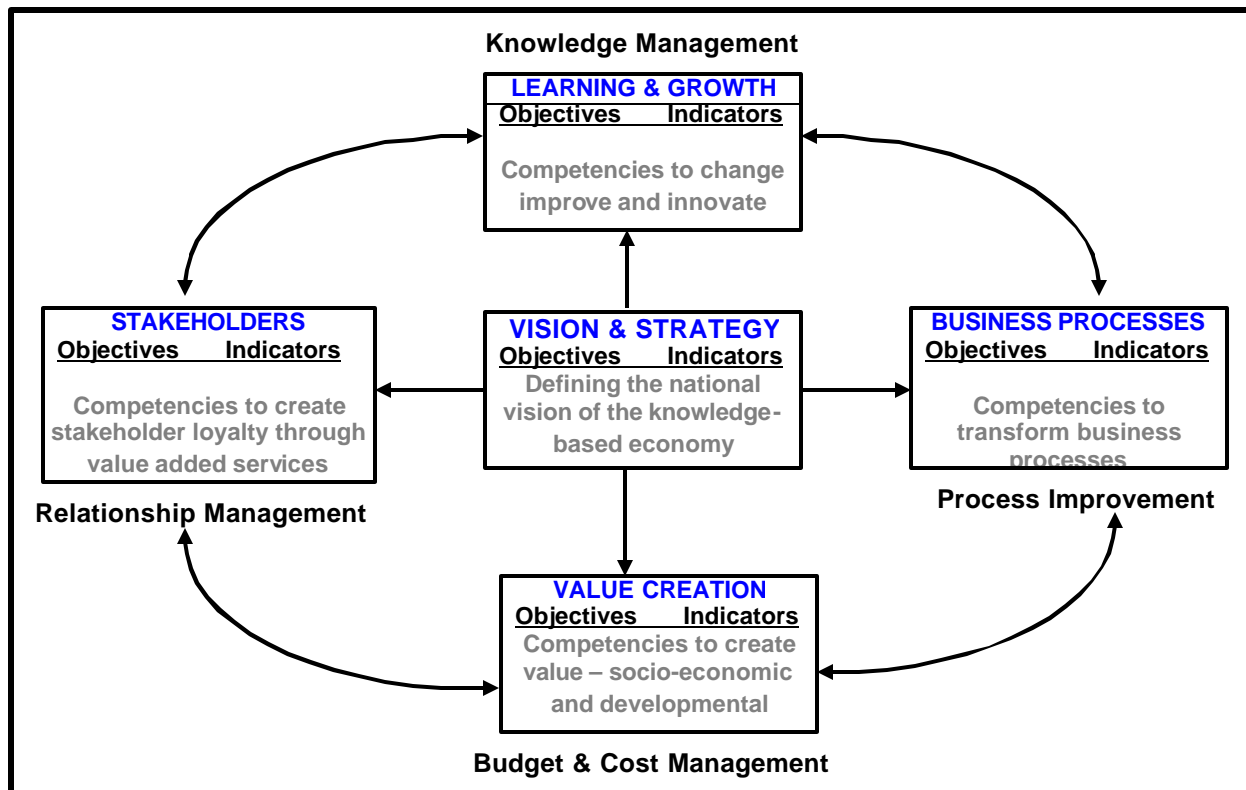 Knowledge Management
LEARNING & GROWTH
Objectives Indicators
Competencies to change
improve and innovate
STAKEHOLDERS
Objectives Indicators
Competencies to create
stakeholder loyalty through
value added services
Relationship Management
VISION & STRATEGY
Objectives Indicators
Defining the national
vision of the knowledge-
based economy
BUSINESS PROCESSES
Objectives Indicators
Competencies to
transform business
processes
Process Improvement
VALUE CREATION
Objectives Indicators
Competencies to create
value – socio-economic
and developmental
Budget & Cost Management